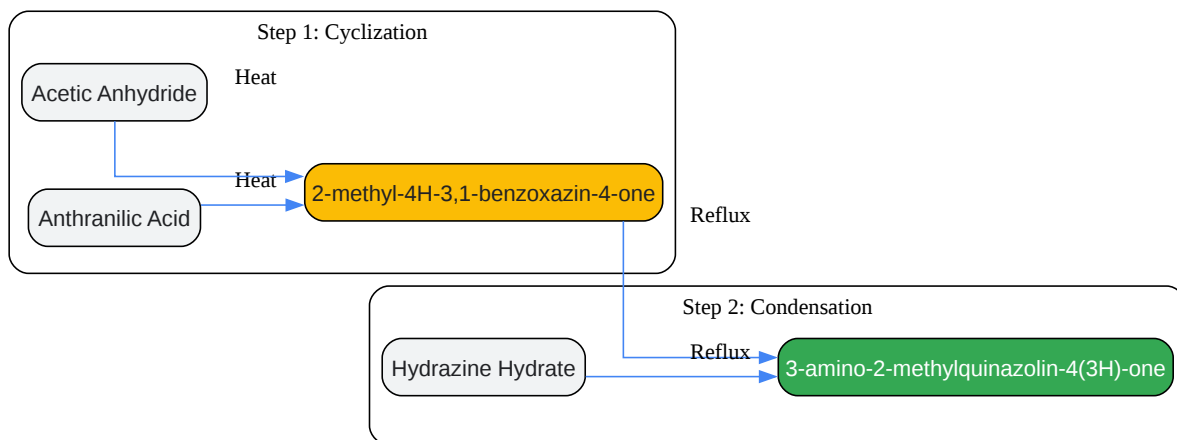 Step 1: Cyclization
Acetic Anhydride
Heat
Heat
2-methyl-4H-3,1-benzoxazin-4-one
Anthranilic Acid
Reflux
Step 2: Condensation
Hydrazine Hydrate
Reflux
3-amino-2-methylquinazolin-4(3H)-one